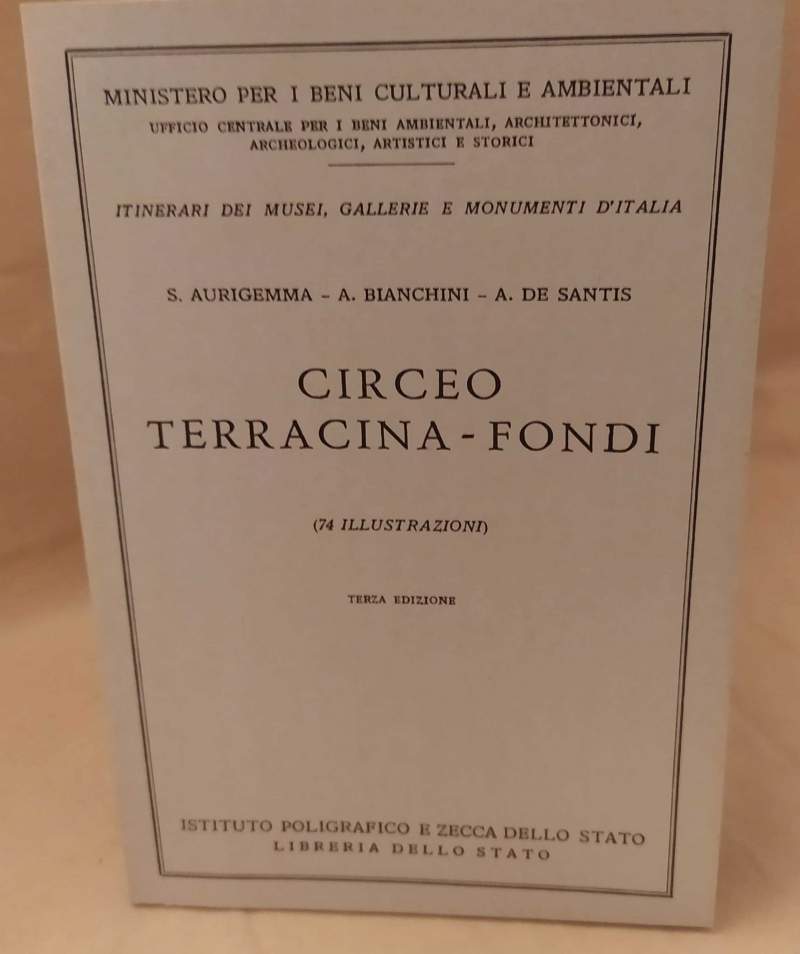 MINISTERO PER I BENI CULTURALI E AMBIENTALI
UFFICIO CENTRALE PER I BENI AMBIENTALI, ARCHITETTONICI,
ARCHEOLOGICI, ARTISTICI E STORICI
ITINERARI DEI MUSEI, GALLERIE E MONUMENTI D'ITALIA
S. AURIGEMMA - A. BIANCHINI - A. DE SANTIS
CIRCEO
TERRACINA - FONDI
(74 ILLUSTRAZIONI)
TERZA EDIZIONE
ISTITUTO POLIGRAFICO E ZECCA DELLO STATO
LIBRERIA DELLO STATO